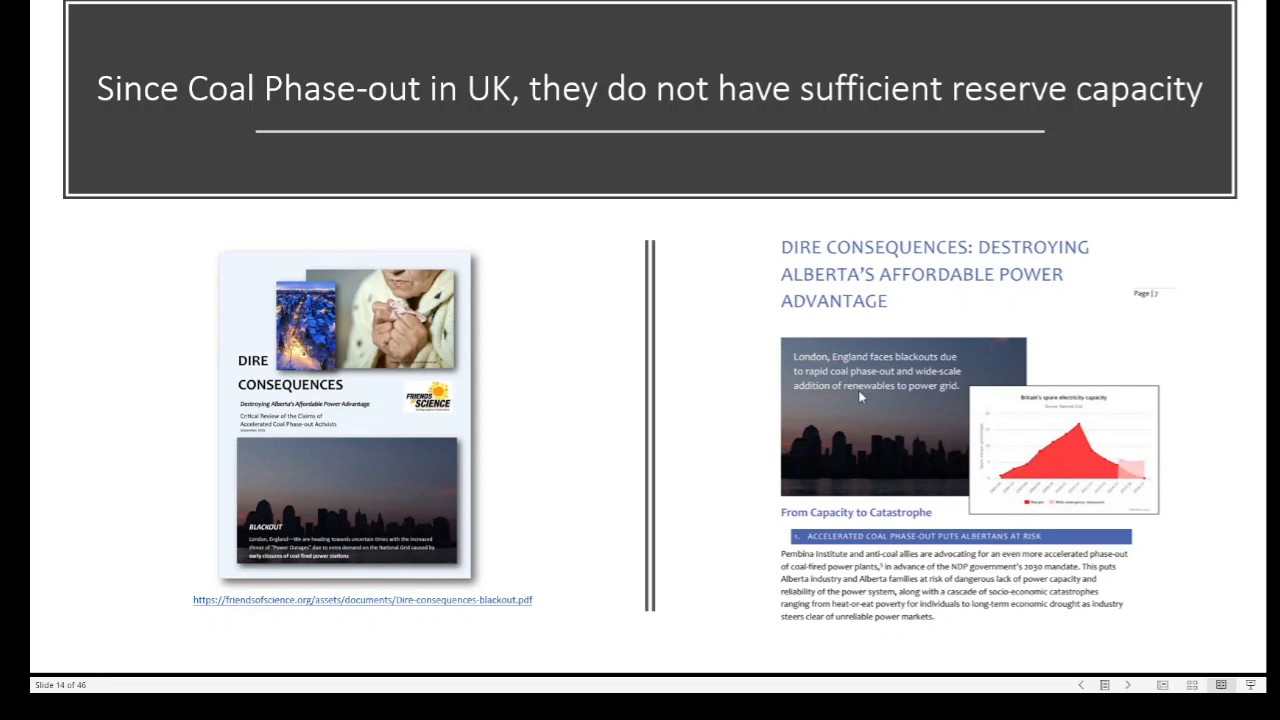 Since Coal Phase-out in UK, they do not have sufficient reserve capacity
DIRE
CONSEQUENCES
Destroying Alberta's Affordable Power Advantage
Critical Review of the Claims of
Accelerated Coal Phase-out Activists
FRIENDS
OF SCIENCE
BLACKOUT
London, England—We are heading towards uncertain times with the increased
threat of "Power Outages" due to extra demand on the National Grid caused by
early closures of coal fired power stations
https://friendsofscience.org/assets/documents/Dire-consequences-blackout.pdf
DIRE CONSEQUENCES: DESTROYING
ALBERTA'S AFFORDABLE POWER
ADVANTAGE
Page | 7
London, England faces blackouts due
to rapid coal phase-out and wide-scale
addition of renewables to power grid.
Britain's spare electricity capacity
Source: National Grid
Margin
With emergency measures
From Capacity to Catastrophe
1. ACCELERATED COAL PHASE-OUT PUTS ALBERTANS AT RISK
Pembina Institute and anti-coal allies are advocating for an even more accelerated phase-out
of coal-fired power plants, in advance of the NDP government's 2030 mandate. This puts
Alberta industry and Alberta families at risk of dangerous lack of power capacity and
reliability of the power system, along with a cascade of socio-economic catastrophes
ranging from heat-or-eat poverty for individuals to long-term economic drought as industry
steers clear of unreliable power markets.
Slide 14 of 46